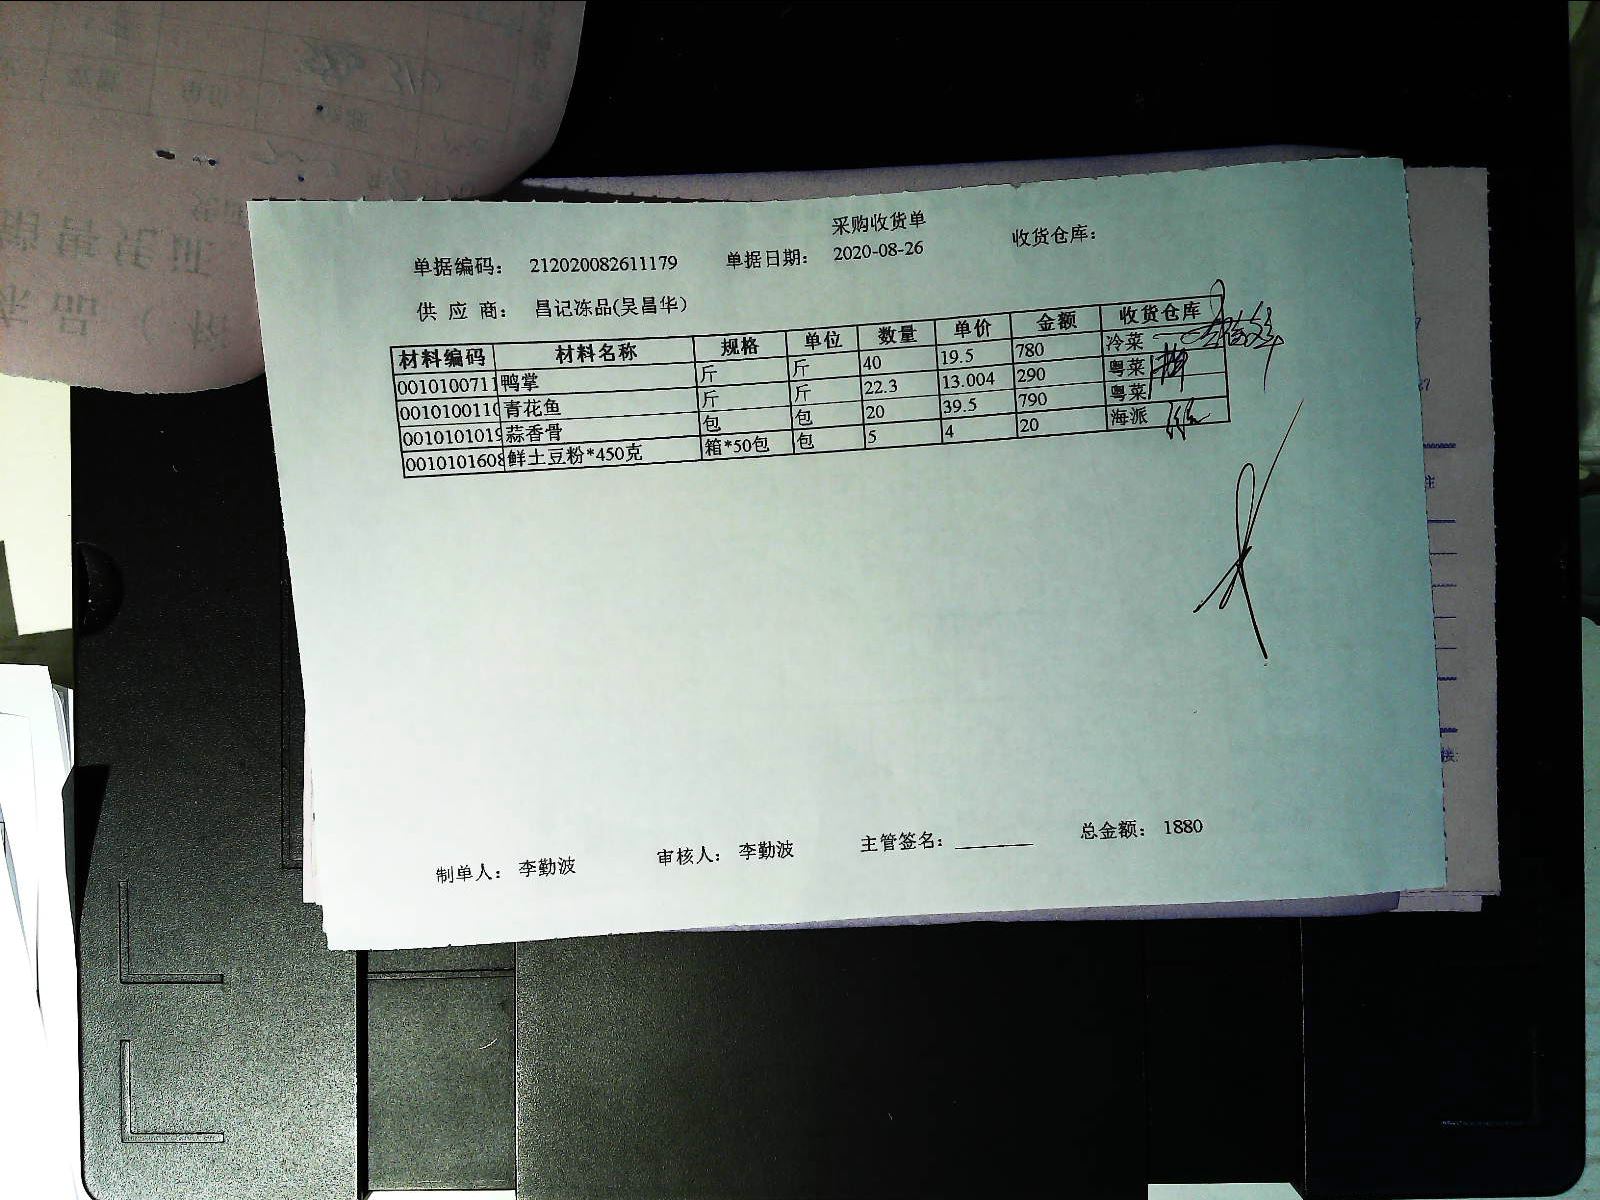 采购收货单
单据编码: 212020082611179 单据日期: 2020-08-26 收货仓库:
供 应 商: 昌记冻品(吴昌华)
材料编码 材料名称 规格 单位 数量 单价 金额 收货仓库
0010100711 鸭掌 斤 斤 40 19.5 780 冷菜
001010011 青花鱼 斤 斤 22.3 13.004 290 粤菜
0010101019 蒜香骨 包 包 20 39.5 790 粤菜
0010101608 鲜土豆粉*450克 箱*50包 包 5 4 20 海派
制单人: 李勤波 审核人: 李勤波 主管签名: 总金额: 1880